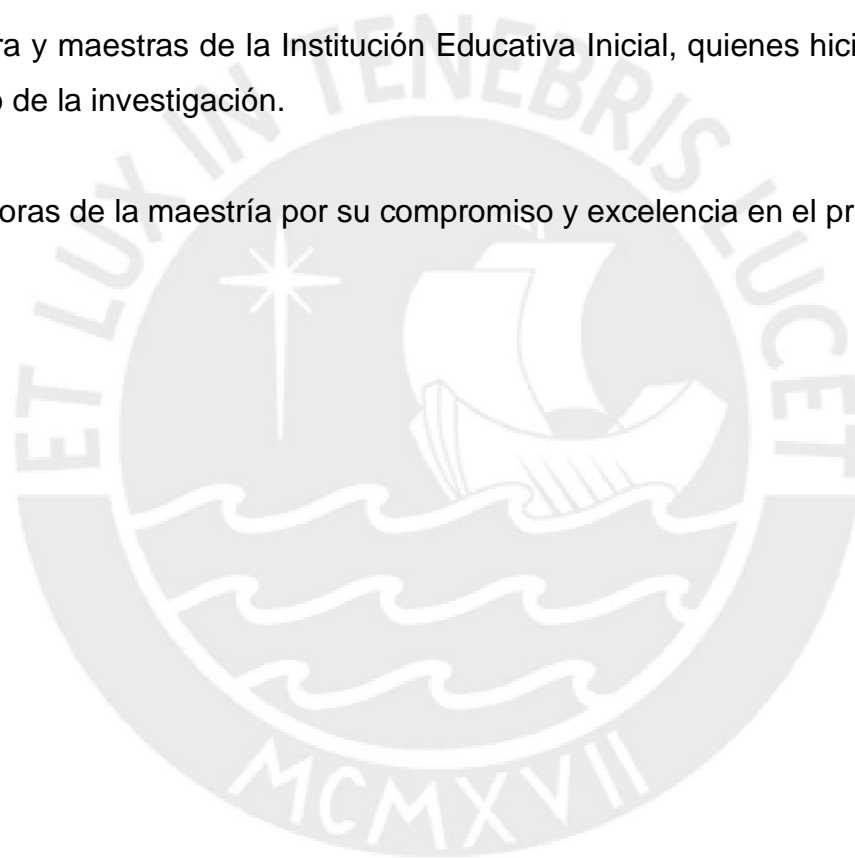 ra y maestras de la Institución Educativa Inicial, quienes hici
o de la investigación.
oras de la maestría por su compromiso y excelencia en el pr
ET LUX IN TENEBRIS LUCET
MCMXVII